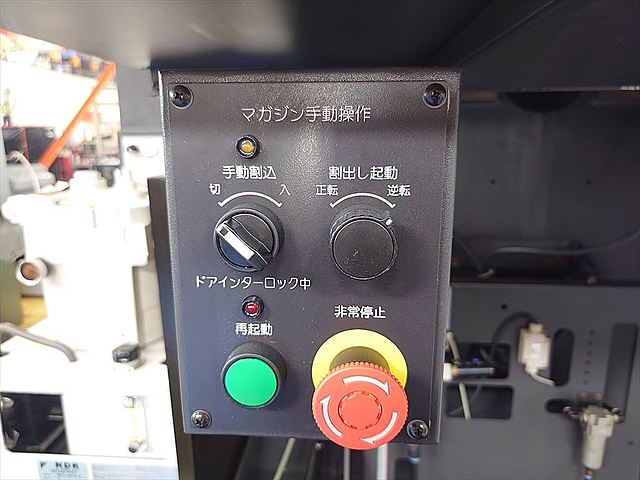 マガジン手動操作
手動割込
切 入
割出し起動
正転 逆転
ドアインターロック中
再起動
非常停止
NDK